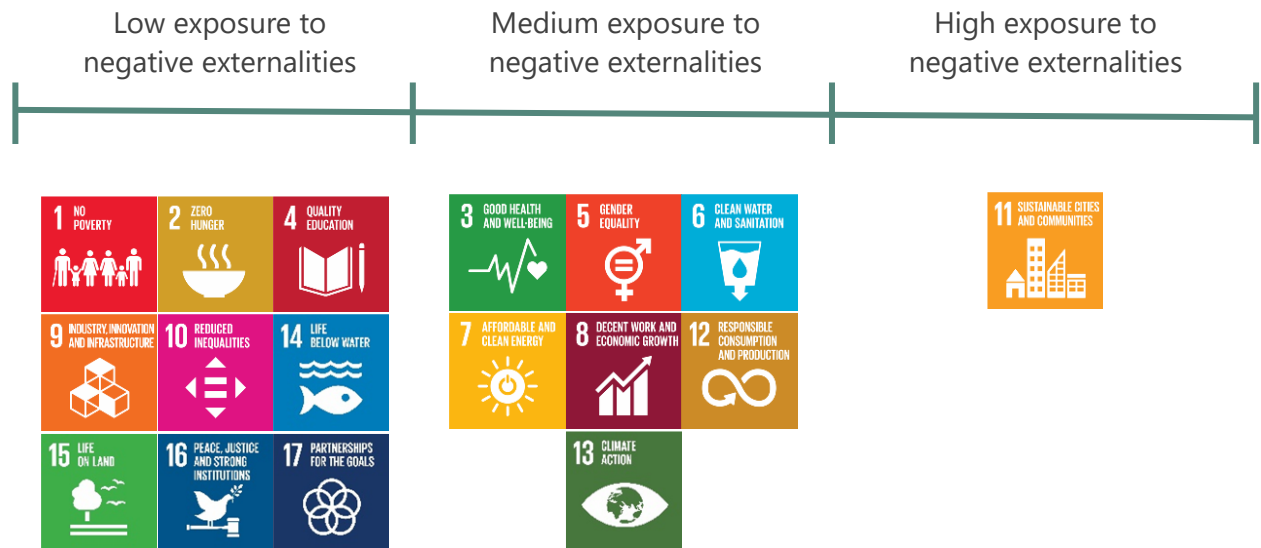 Low exposure to
negative externalities
Medium exposure to
negative externalities
High exposure to
negative externalities
1 NO
POVERTY
2 ZERO
HUNGER
4 QUALITY
EDUCATION
9 INDUSTRY, INNOVATION
AND INFRASTRUCTURE
10 REDUCED
INEQUALITIES
14 LIFE
BELOW WATER
15 LIFE
ON LAND
16 PEACE, JUSTICE
AND STRONG
INSTITUTIONS
17 PARTNERSHIPS
FOR THE GOALS
3 GOOD HEALTH
AND WELL-BEING
5 GENDER
EQUALITY
6 CLEAN WATER
AND SANITATION
7 AFFORDABLE AND
CLEAN ENERGY
8 DECENT WORK AND
ECONOMIC GROWTH
12 RESPONSIBLE
CONSUMPTION
AND PRODUCTION
13 CLIMATE
ACTION
11 SUSTAINABLE CITIES
AND COMMUNITIES